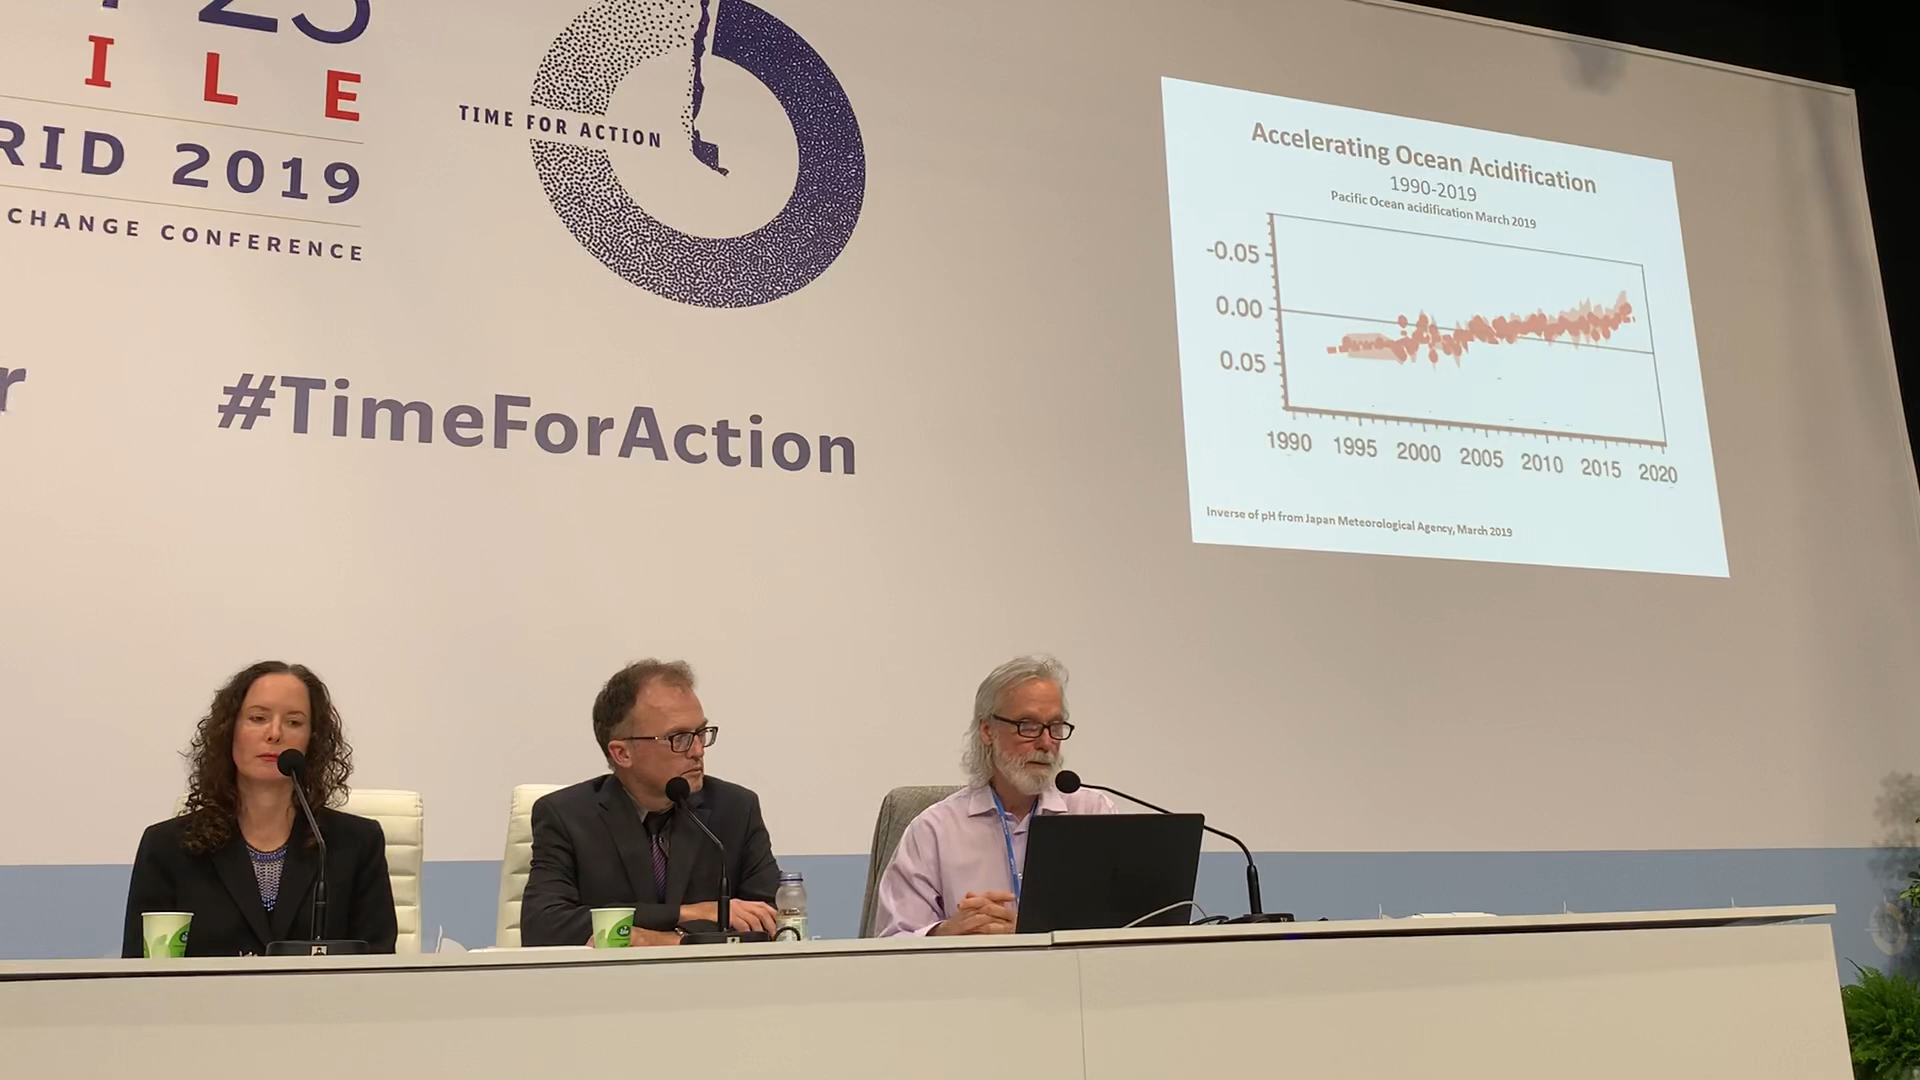 25
ILE
RID 2019
CHANGE CONFERENCE
TIME FOR ACTION
r
#TimeForAction
Accelerating Ocean Acidification
1990-2019
Pacific Ocean acidification March 2019
-0.05
0.00
0.05
1990 1995 2000 2005 2010 2015 2020
Inverse of pH from Japan Meteorological Agency, March 2019